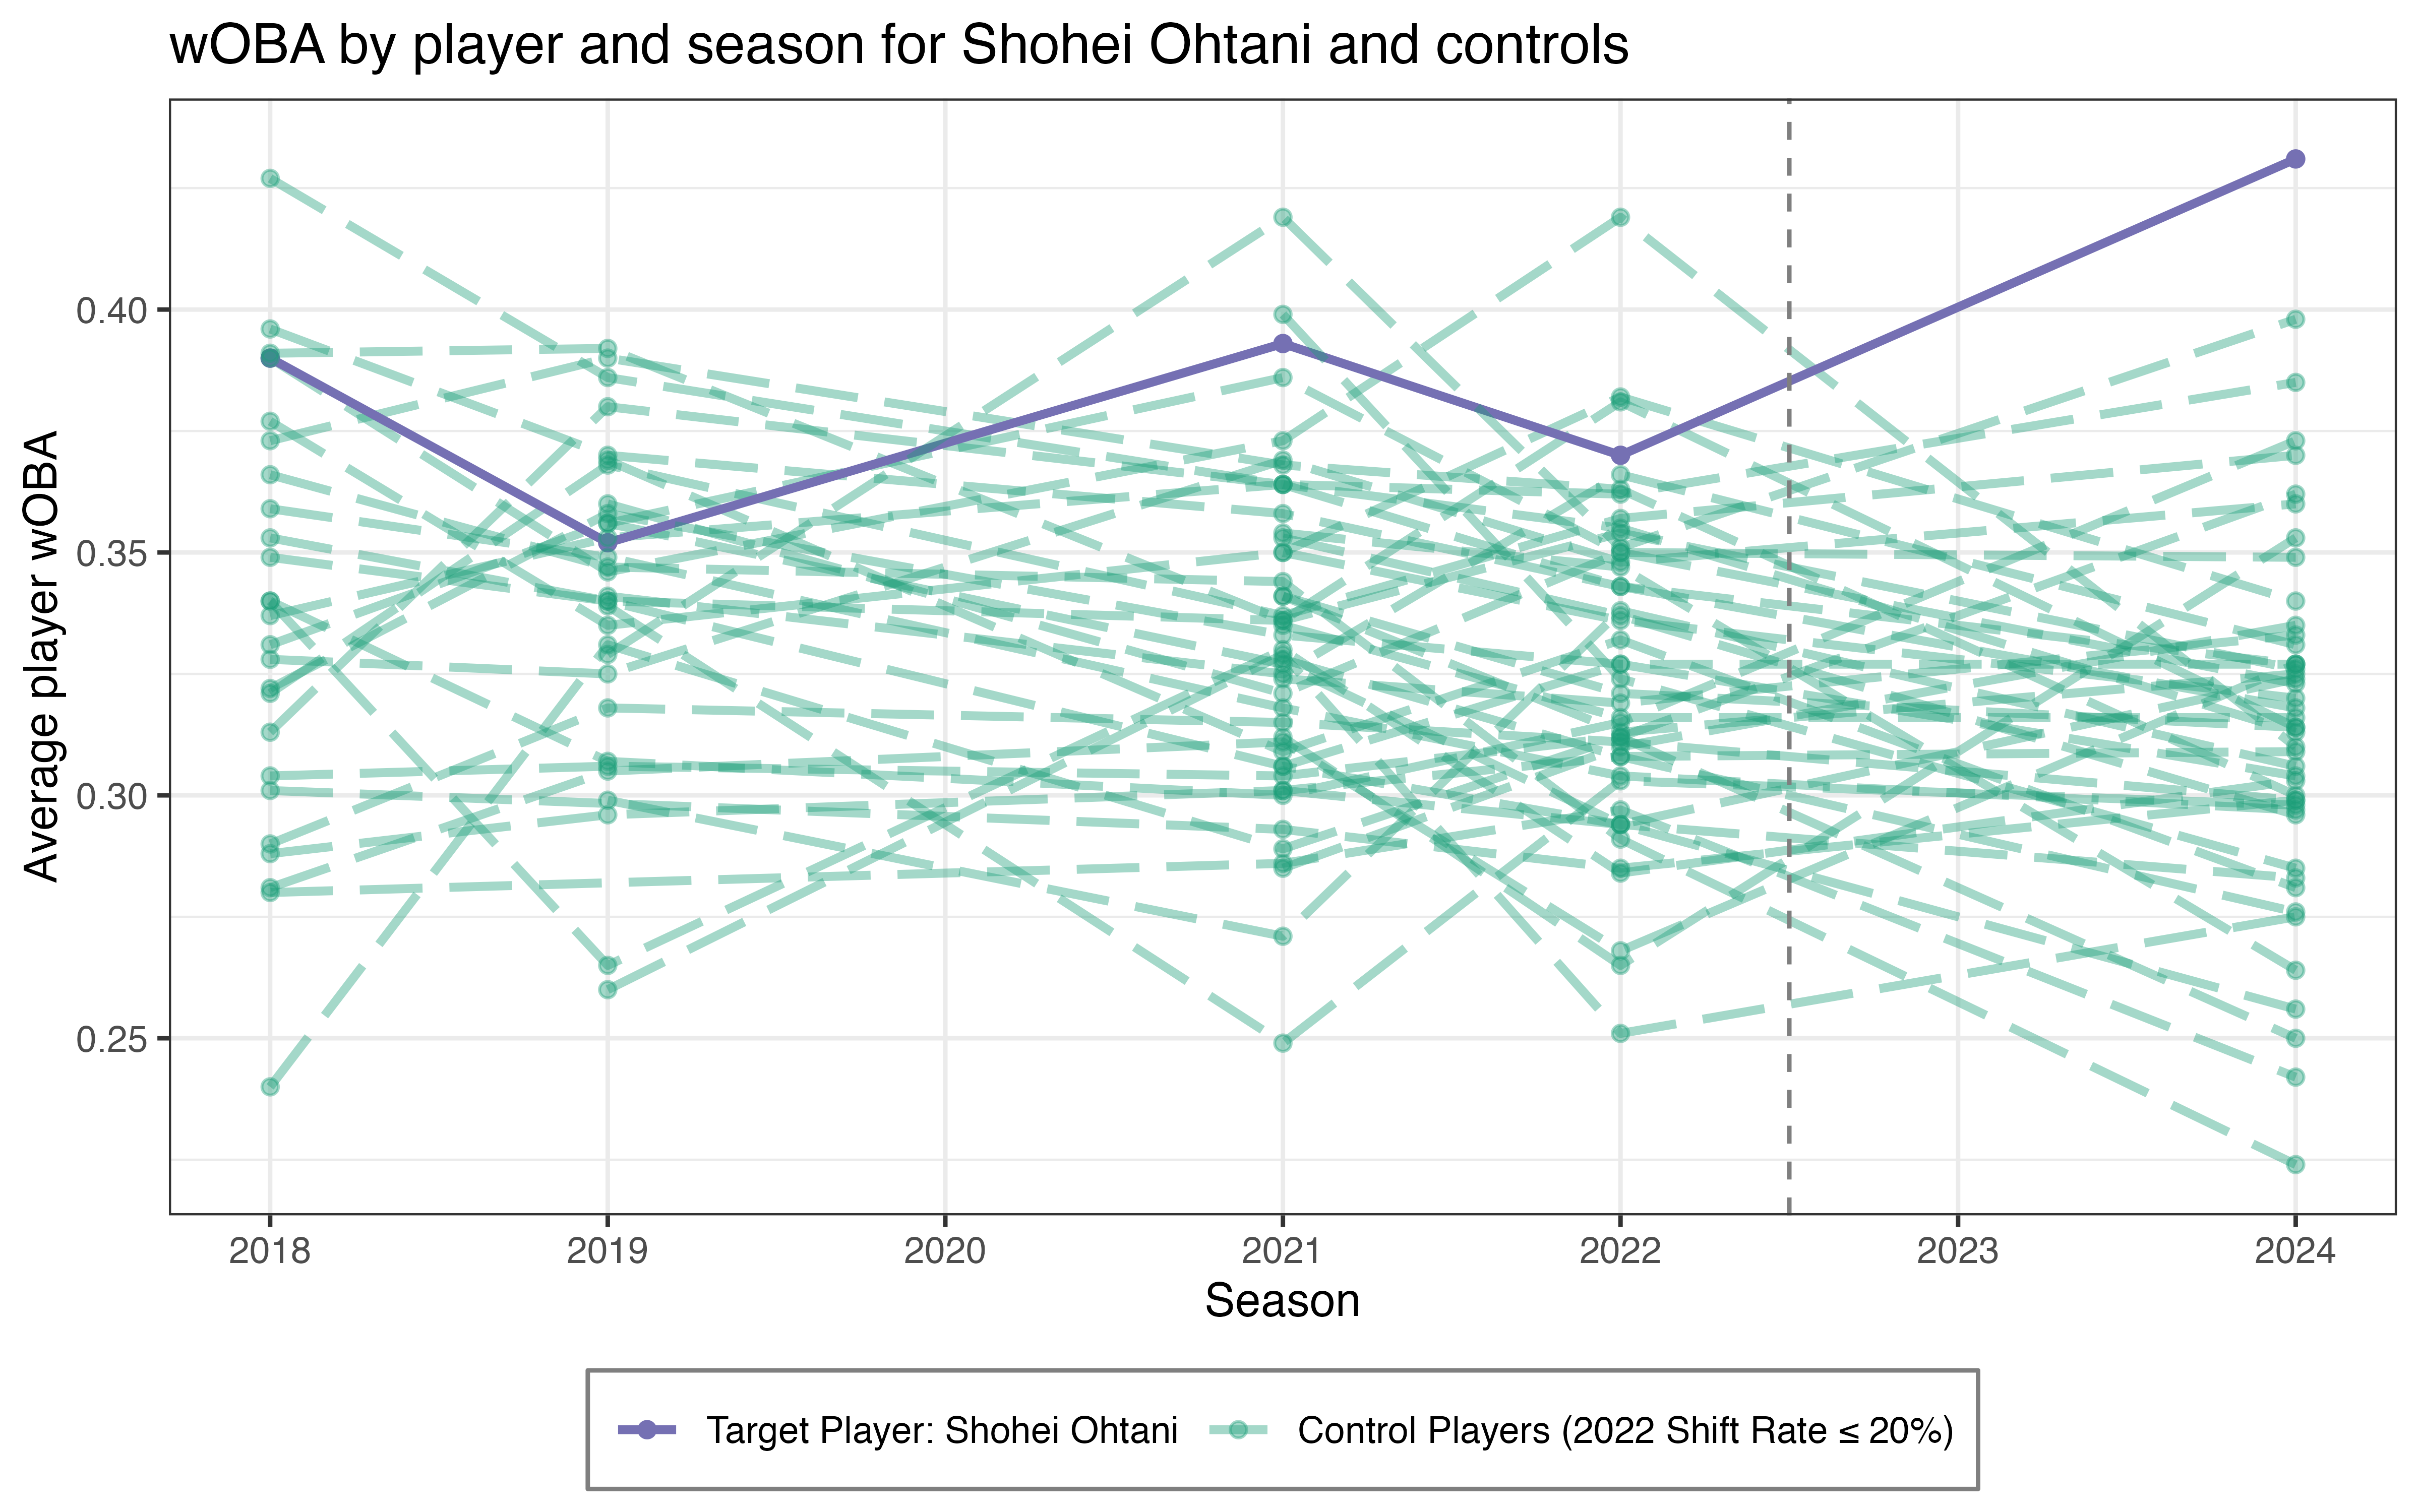 wOBA by player and season for Shohei Ohtani and controls
Average player wOBA
0.40
0.35
0.30
0.25
2018 2019 2020 2021 2022 2023 2024
Season
Target Player: Shohei Ohtani Control Players (2022 Shift Rate ≤ 20%)